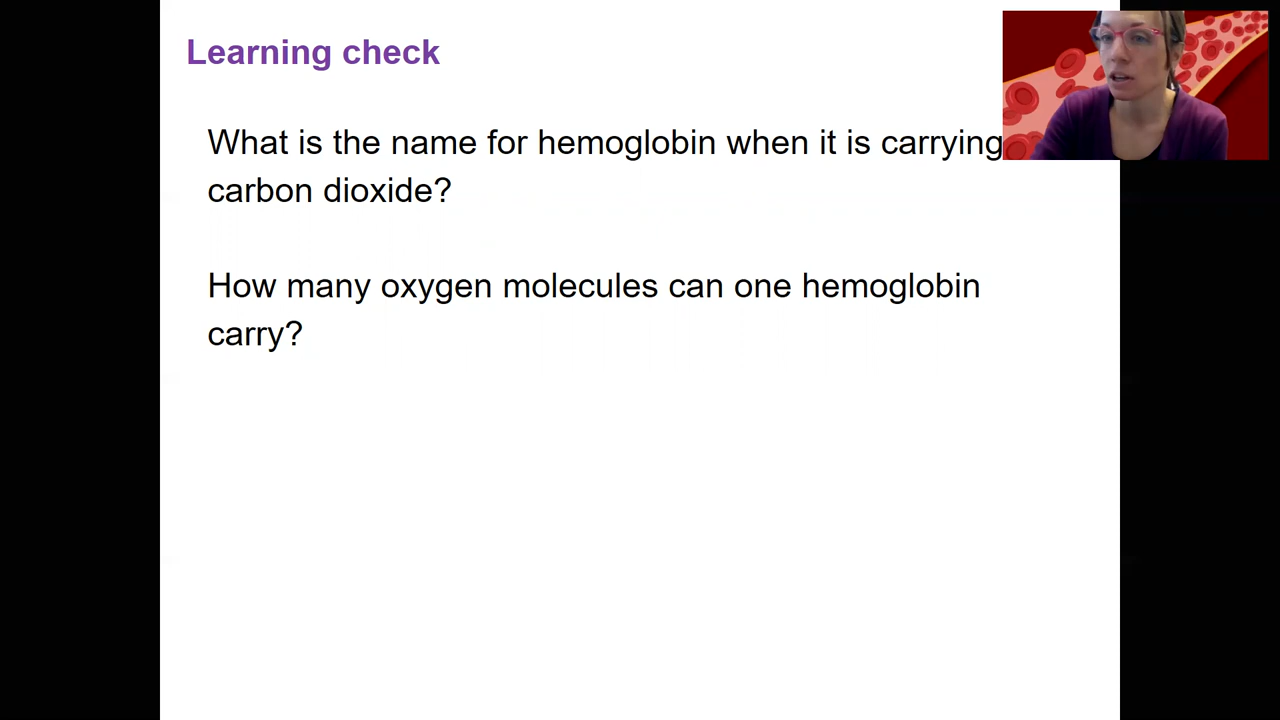 Learning check
What is the name for hemoglobin when it is carrying
carbon dioxide?
How many oxygen molecules can one hemoglobin
carry?